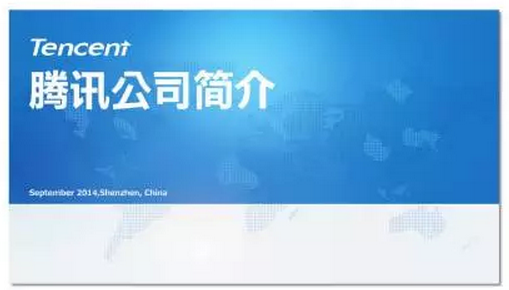 Tencent
腾讯公司简介
September 2014,Shenzhen, China